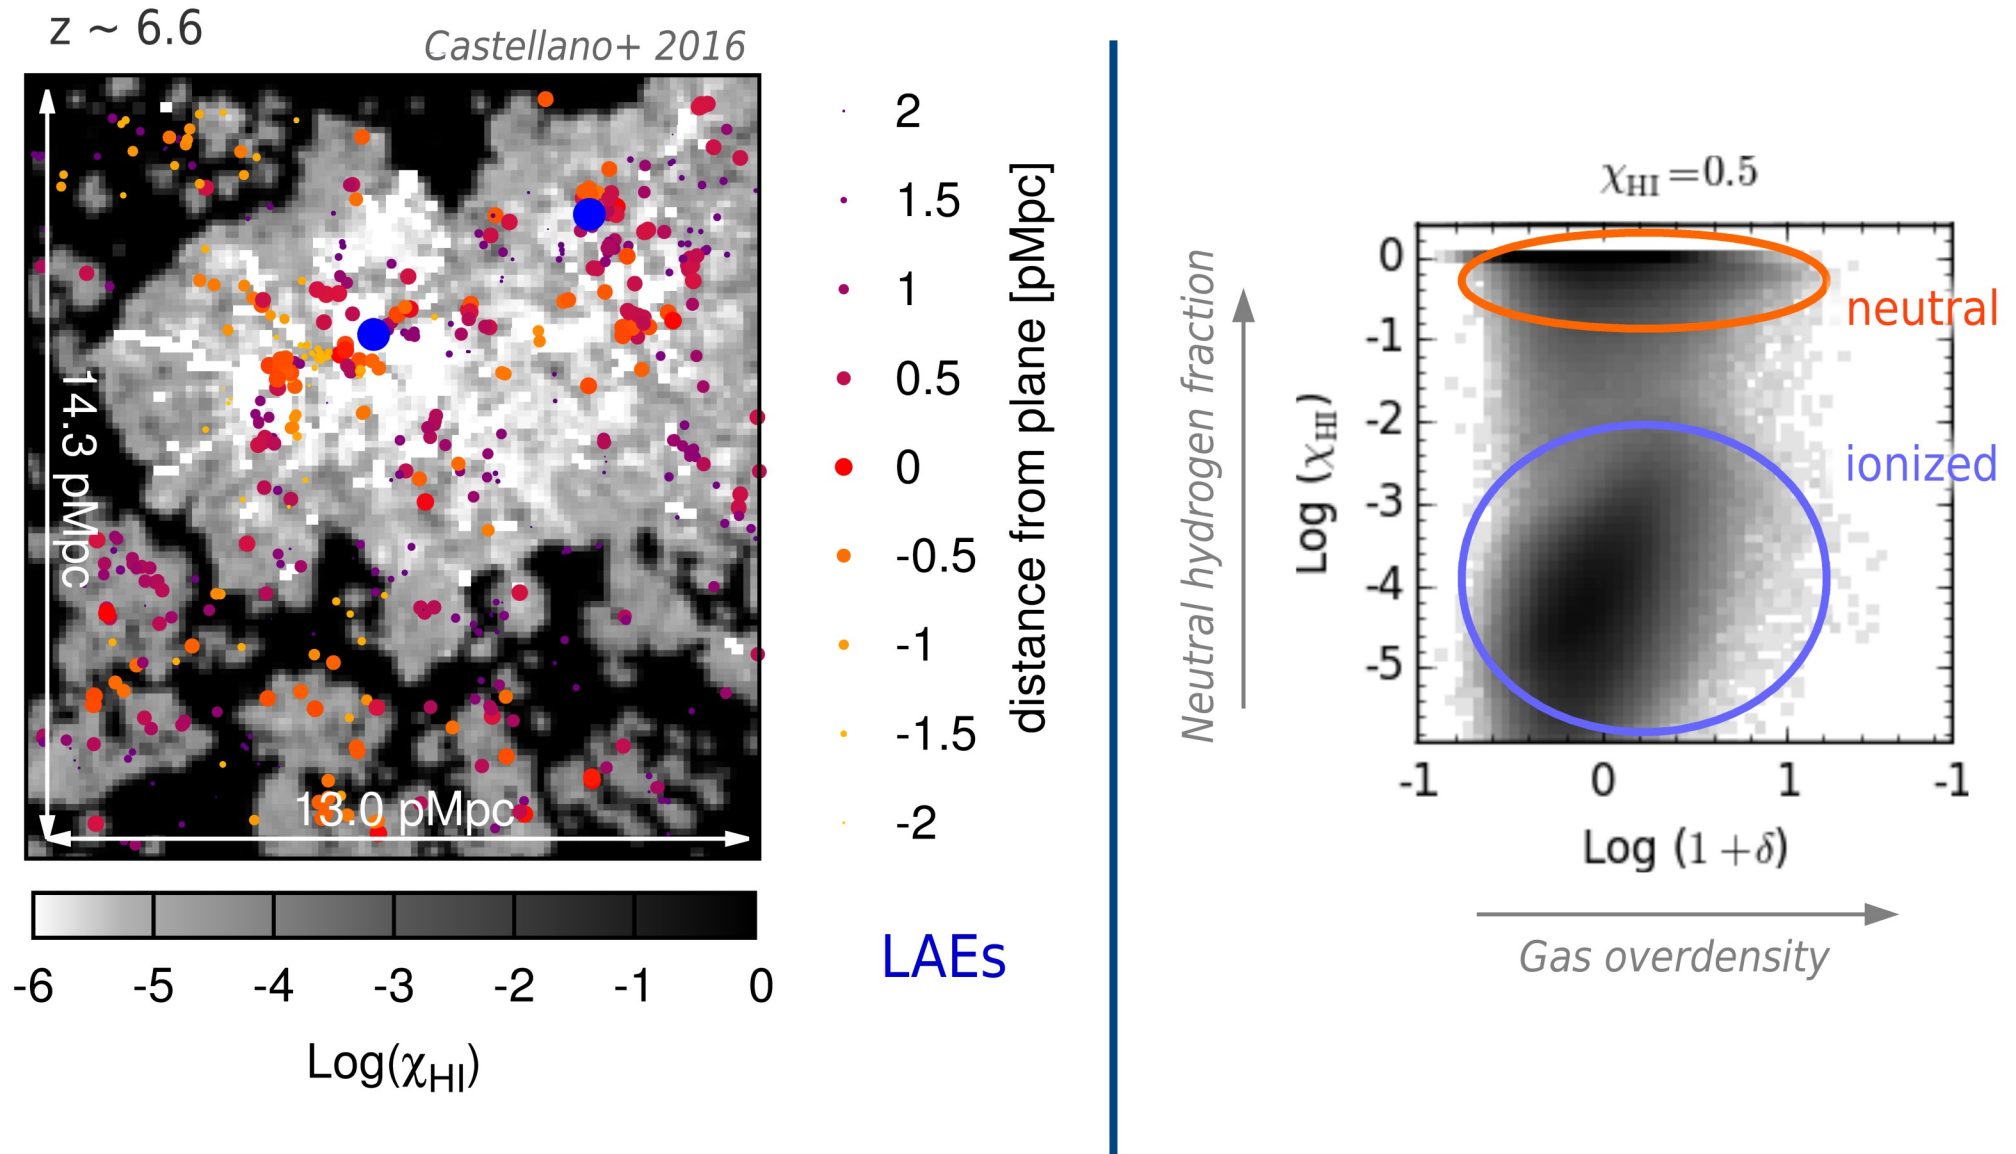 z ~ 6.6
Castellano+ 2016
14.3 pMpc
13.0 pMpc
2
1.5
1
0.5
0
-0.5
-1
-1.5
-2
distance from plane [pMpc]
-6 -5 -4 -3 -2 -1 0
Log(χHI)
LAEs
χHI=0.5
Neutral hydrogen fraction
Log (χHI)
0
-1
-2
-3
-4
-5
neutral
ionized
-1 0 1 -1
Log (1+δ)
Gas overdensity